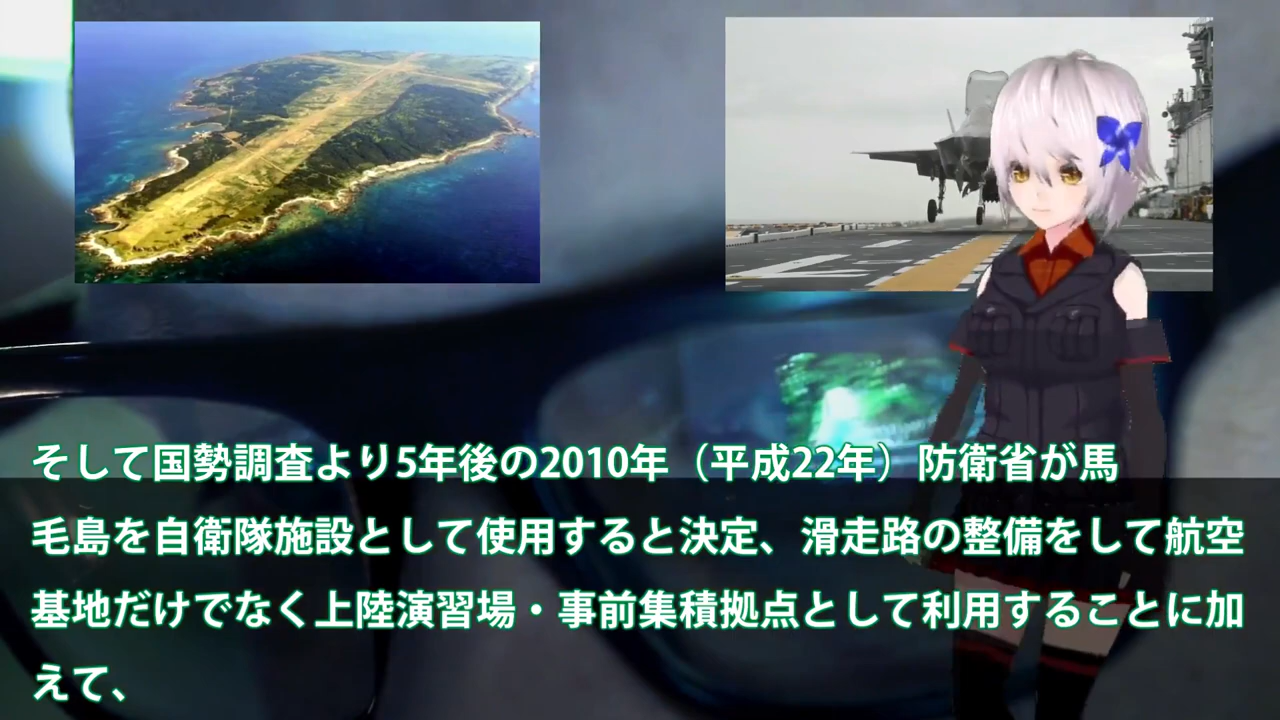 そして国勢調査より5年後の2010年（平成22年）防衛省が馬
毛島を自衛隊施設として使用すると決定、滑走路の整備をして航空
基地だけでなく上陸演習場・事前集積拠点として利用することに加
えて、